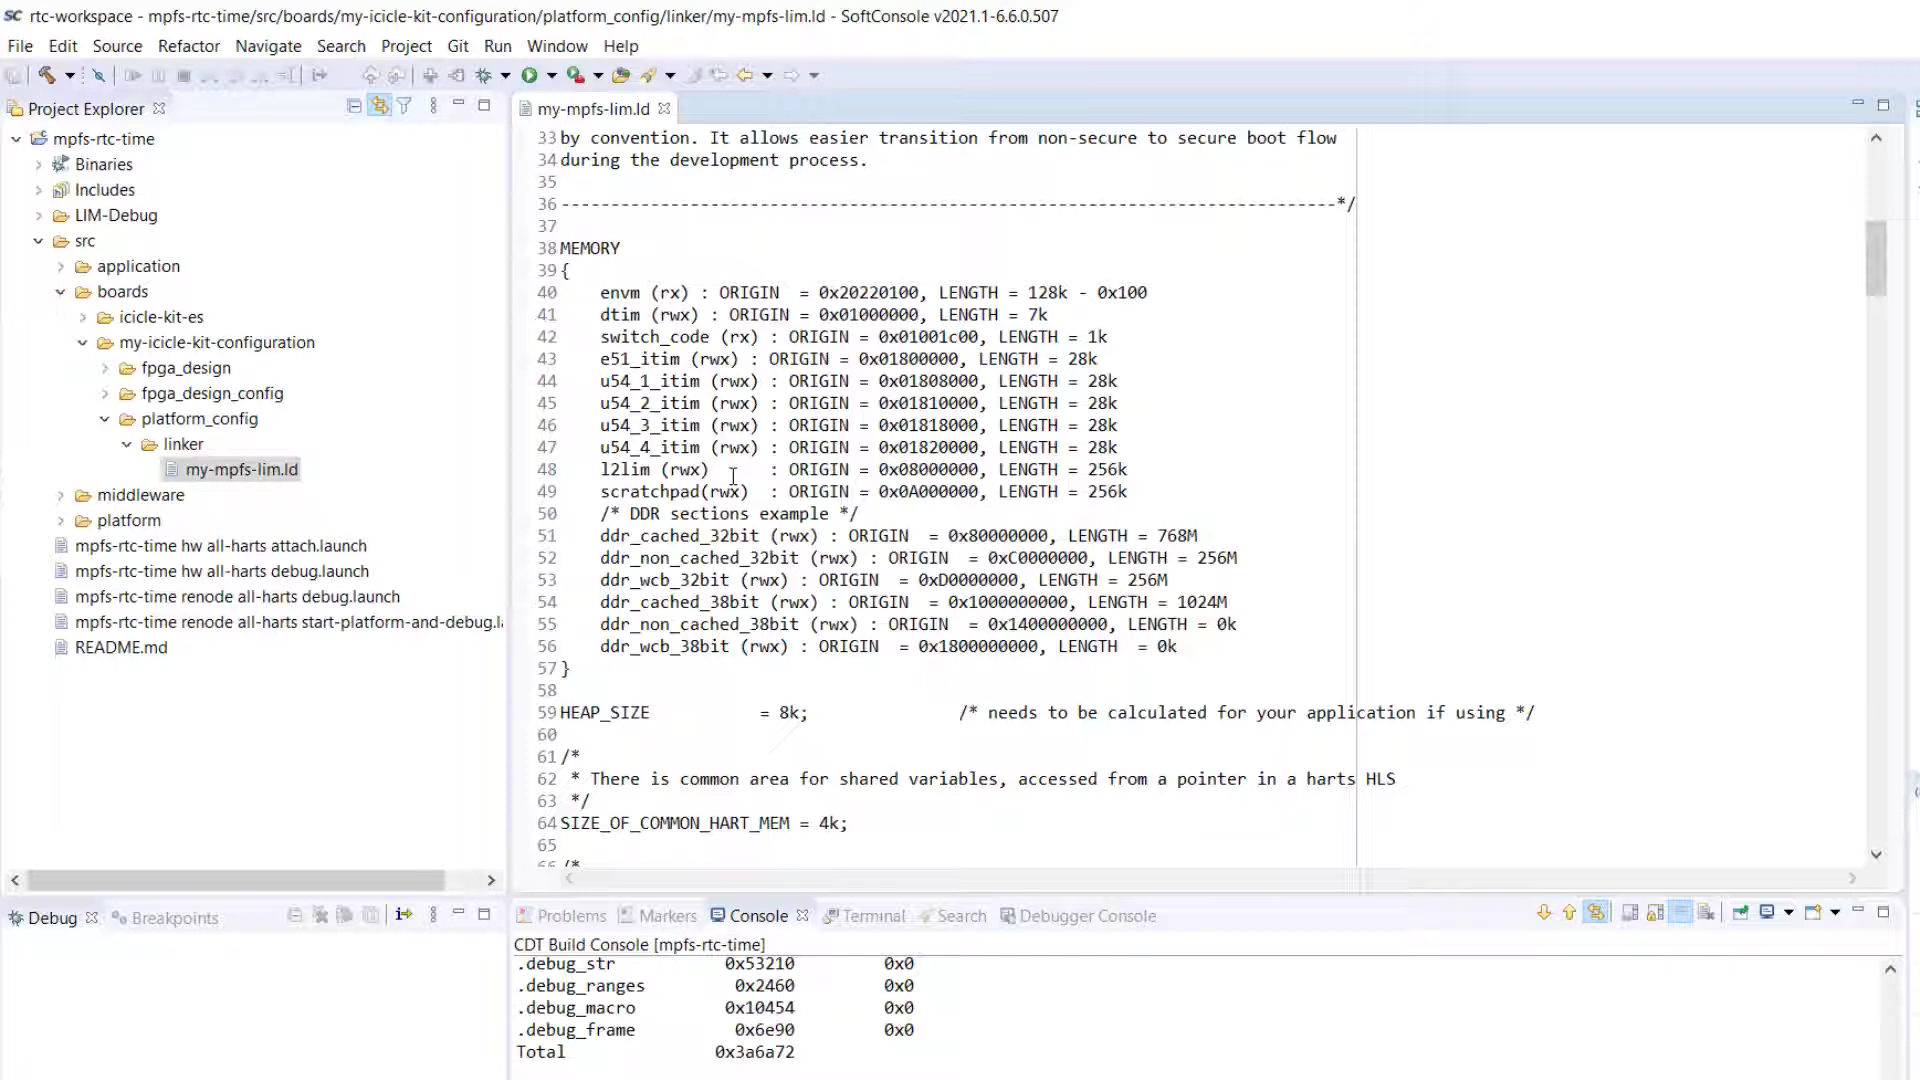 rtc-workspace - mpfs-rtc-time/src/boards/my-icicle-kit-configuration/platform_config/linker/my-mpfs-lim.ld - SoftConsole v2021.1-6.6.0.507
File Edit Source Refactor Navigate Search Project Git Run Window Help
Project Explorer
mpfs-rtc-time
Binaries
Includes
LIM-Debug
src
application
boards
icicle-kit-es
my-icicle-kit-configuration
fpga_design
fpga_design_config
platform_config
linker
my-mpfs-lim.ld
middleware
platform
mpfs-rtc-time hw all-harts attach.launch
mpfs-rtc-time hw all-harts debug.launch
mpfs-rtc-time renode all-harts debug.launch
mpfs-rtc-time renode all-harts start-platform-and-debug.la
README.md
my-mpfs-lim.ld
33 by convention. It allows easier transition from non-secure to secure boot flow
34 during the development process.
35
36 ------------------------------------------------------------------------------*/
37
38 MEMORY
39 {
40     envm (rx) : ORIGIN  = 0x20220100, LENGTH = 128k - 0x100
41     dtim (rwx) : ORIGIN = 0x01000000, LENGTH = 7k
42     switch_code (rx) : ORIGIN = 0x01001c00, LENGTH = 1k
43     e51_itim (rwx) : ORIGIN = 0x01800000, LENGTH = 28k
44     u54_1_itim (rwx) : ORIGIN = 0x01808000, LENGTH = 28k
45     u54_2_itim (rwx) : ORIGIN = 0x01810000, LENGTH = 28k
46     u54_3_itim (rwx) : ORIGIN = 0x01818000, LENGTH = 28k
47     u54_4_itim (rwx) : ORIGIN = 0x01820000, LENGTH = 28k
48     l2lim (rwx)      : ORIGIN = 0x08000000, LENGTH = 256k
49     scratchpad(rwx)  : ORIGIN = 0x0A000000, LENGTH = 256k
50     /* DDR sections example */
51     ddr_cached_32bit (rwx) : ORIGIN  = 0x80000000, LENGTH = 768M
52     ddr_non_cached_32bit (rwx) : ORIGIN  = 0xC0000000, LENGTH = 256M
53     ddr_wcb_32bit (rwx) : ORIGIN  = 0xD0000000, LENGTH = 256M
54     ddr_cached_38bit (rwx) : ORIGIN  = 0x1000000000, LENGTH = 1024M
55     ddr_non_cached_38bit (rwx) : ORIGIN  = 0x1400000000, LENGTH = 0k
56     ddr_wcb_38bit (rwx) : ORIGIN  = 0x1800000000, LENGTH  = 0k
57 }
58
59 HEAP_SIZE           = 8k;               /* needs to be calculated for your application if using */
60
61 /*
62  * There is common area for shared variables, accessed from a pointer in a harts HLS
63  */
64 SIZE_OF_COMMON_HART_MEM = 4k;
65
66 /*
Debug Breakpoints
Problems Markers Console Terminal Search Debugger Console
CDT Build Console [mpfs-rtc-time]
.debug_str           0x53210         0x0
.debug_ranges         0x2460         0x0
.debug_macro         0x10454         0x0
.debug_frame          0x6e90         0x0
Total               0x3a6a72